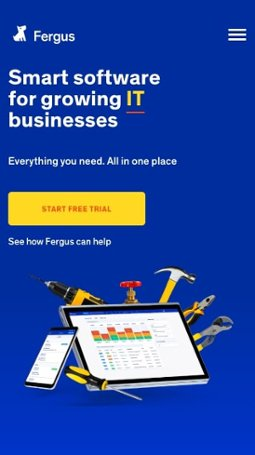 Fergus
Smart software
for growing IT
businesses
Everything you need. All in one place
START FREE TRIAL
See how Fergus can help